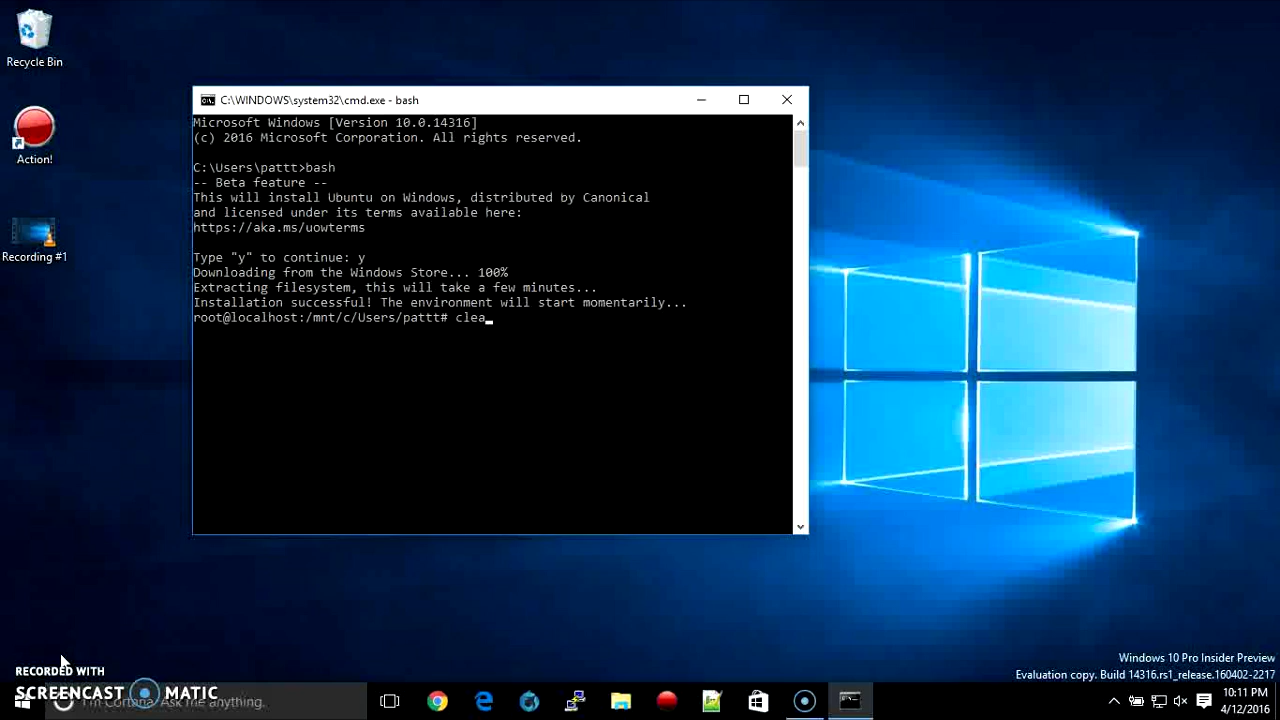 Recycle Bin
Action!
Recording #1
C:\WINDOWS\system32\cmd.exe - bash
Microsoft Windows [Version 10.0.14316]
(c) 2016 Microsoft Corporation. All rights reserved.
C:\Users\pattt>bash
-- Beta feature --
This will install Ubuntu on Windows, distributed by Canonical
and licensed under its terms available here:
https://aka.ms/uowterms
Type "y" to continue: y
Downloading from the Windows Store... 100%
Extracting filesystem, this will take a few minutes...
Installation successful! The environment will start momentarily...
root@localhost:/mnt/c/Users/pattt# clea
Windows 10 Pro Insider Preview
Evaluation copy. Build 14316.rs1_release.160402-2217
RECORDED WITH
SCREENCAST MATIC
I'm Cortana. Ask me anything.
10:11 PM
4/12/2016